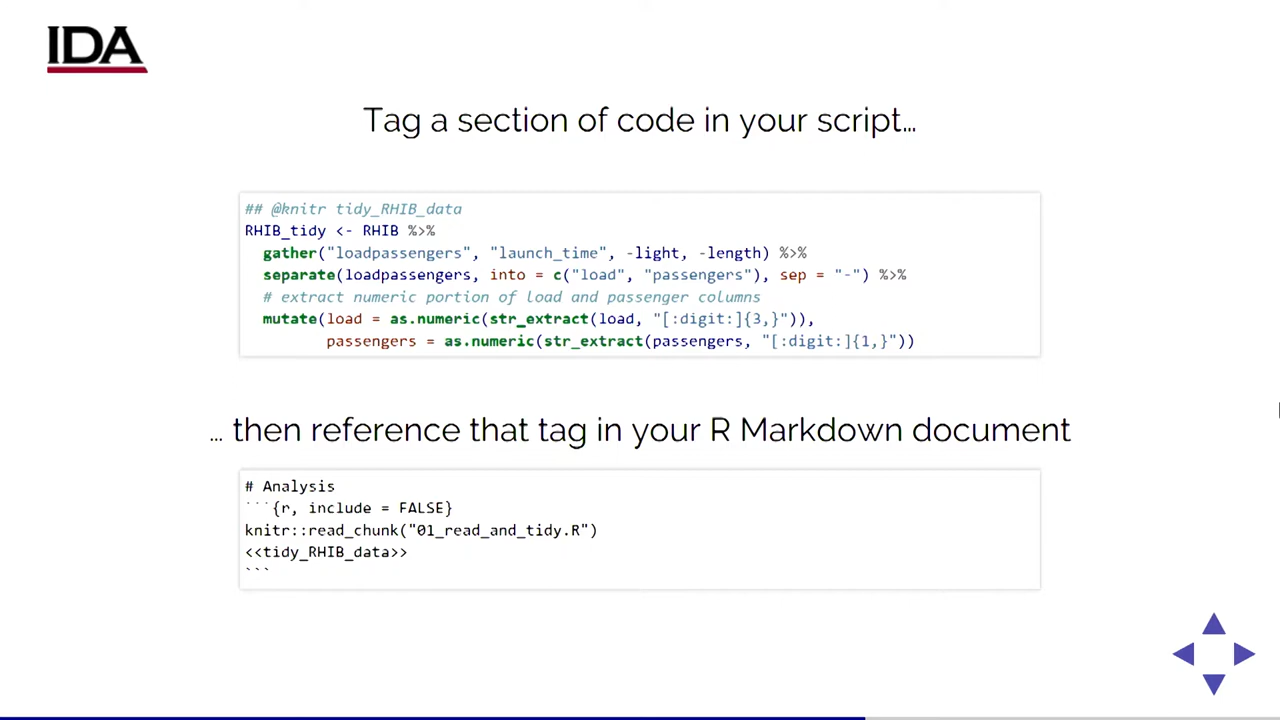 IDA
Tag a section of code in your script…
## @knitr tidy_RHIB_data
RHIB_tidy <- RHIB %>%
  gather("loadpassengers", "launch_time", -light, -length) %>%
  separate(loadpassengers, into = c("load", "passengers"), sep = "-") %>%
  # extract numeric portion of load and passenger columns
  mutate(load = as.numeric(str_extract(load, "[:digit:]{3,}")),
         passengers = as.numeric(str_extract(passengers, "[:digit:]{1,}"))
… then reference that tag in your R Markdown document
# Analysis
```{r, include = FALSE}
knitr::read_chunk("01_read_and_tidy.R")
<<tidy_RHIB_data>>
```